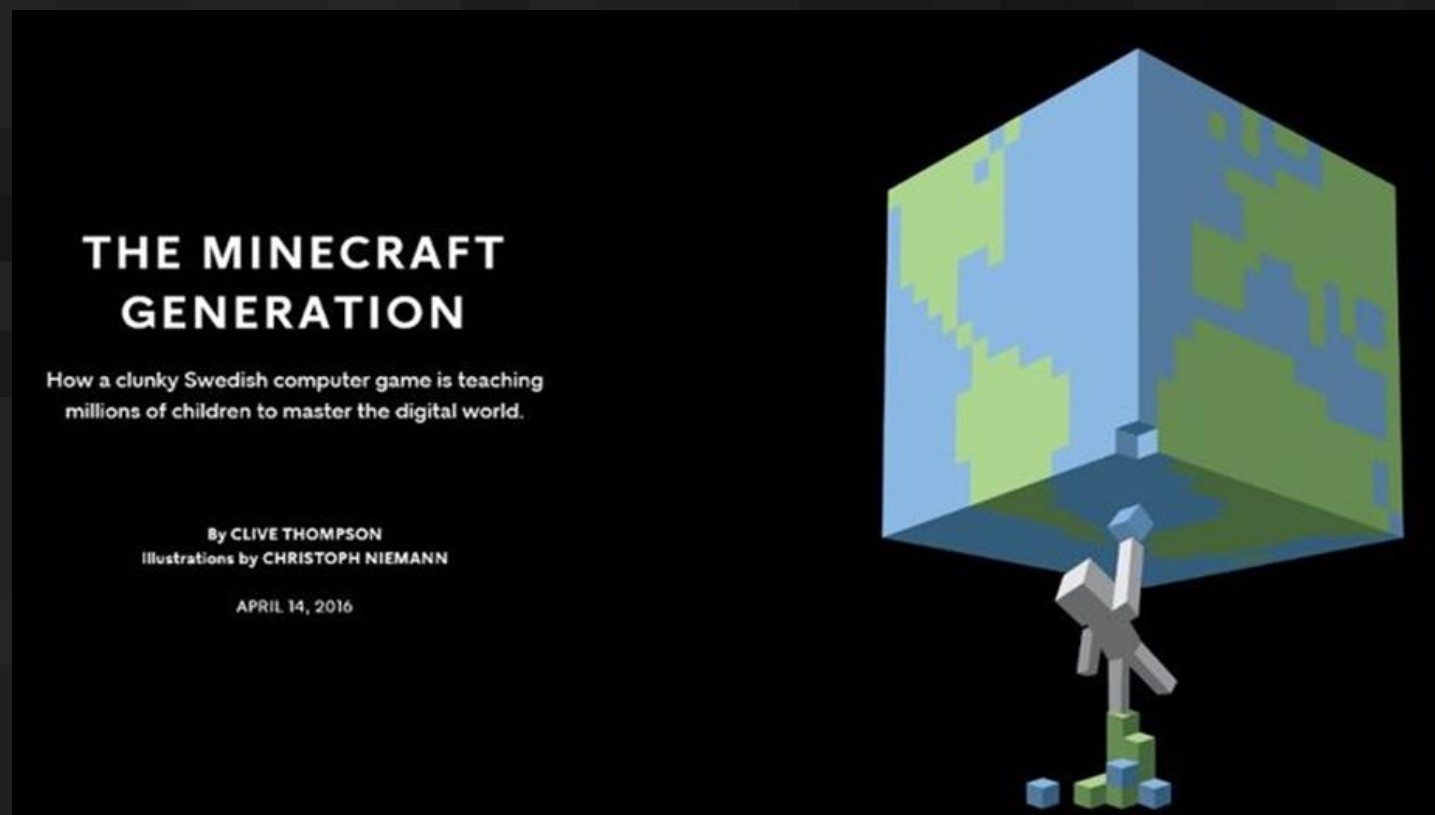 THE MINECRAFT
GENERATION
How a clunky Swedish computer game is teaching
millions of children to master the digital world.
By CLIVE THOMPSON
Illustrations by CHRISTOPH NIEMANN
APRIL 14, 2016